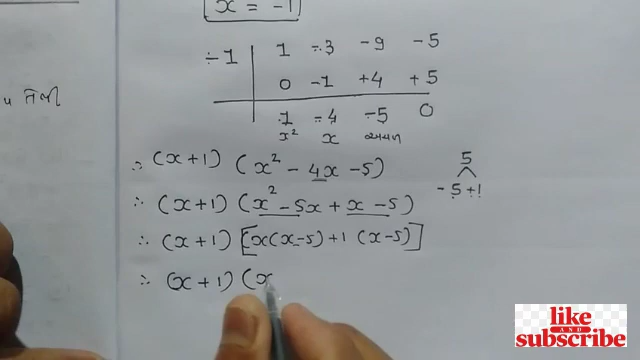 x = -1
-1 | 1 -3 -9 -5
0 -1 +4 +5
1 -4 -5 0
x² x અચળ
∴ (x+1) (x² - 4x - 5)
5
-5 +1
∴ (x+1) (x² - 5x + x - 5)
∴ (x+1) [x(x-5) + 1 (x-5)]
∴ (x+1) (x
like
AND
subscribe